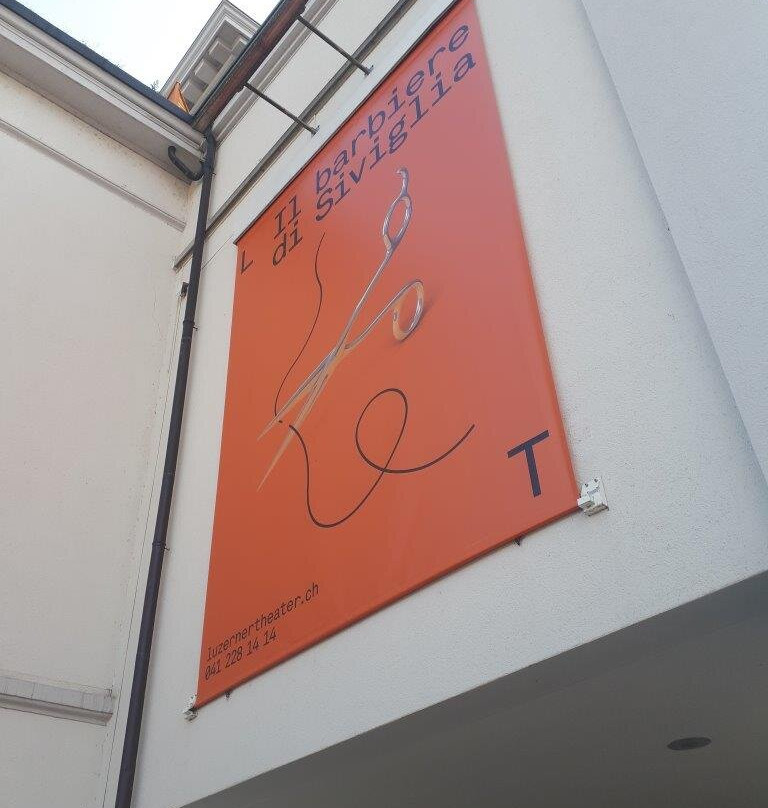 Il barbiere
di Siviglia
L
T
luzernertheater.ch
041 228 14 14